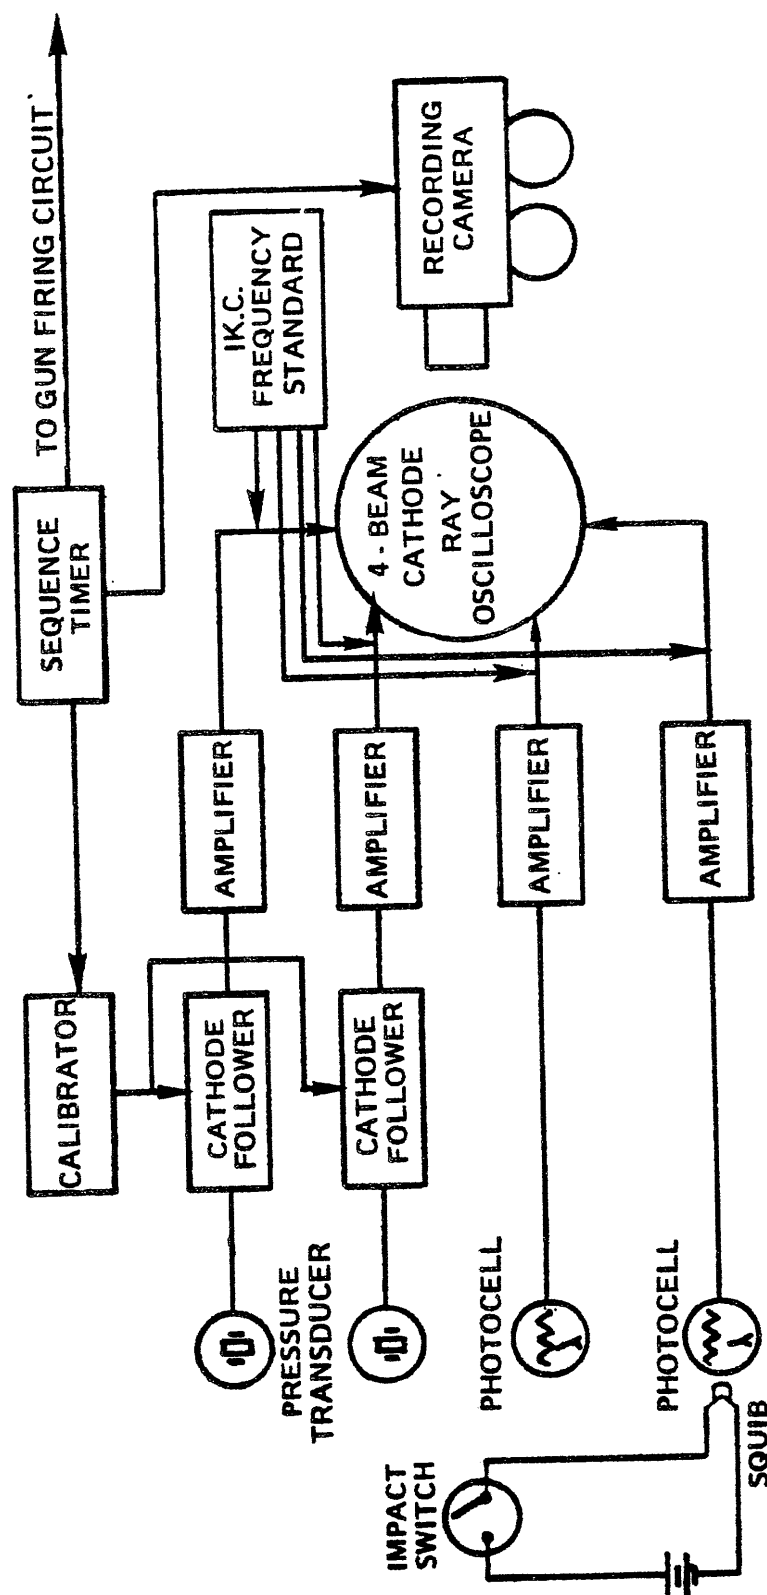 TO GUN FIRING CIRCUIT
SEQUENCE
TIMER
CALIBRATOR
IK.C.
FREQUENCY
STANDARD
RECORDING
CAMERA
CATHODE
FOLLOWER
AMPLIFIER
4 - BEAM
CATHODE
RAY
OSCILLOSCOPE
PRESSURE
TRANSDUCER
CATHODE
FOLLOWER
AMPLIFIER
PHOTOCELL
AMPLIFIER
IMPACT
SWITCH
PHOTOCELL
AMPLIFIER
SQUIB